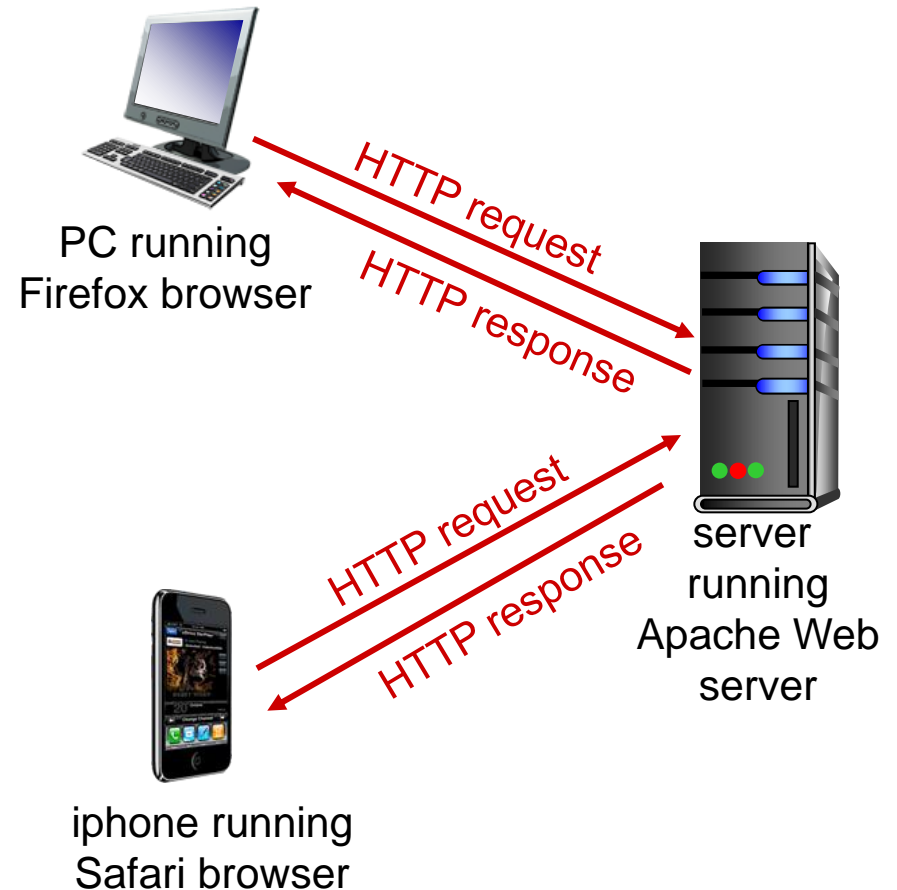 HTTP request
HTTP response
PC running
Firefox browser
HTTP request
HTTP response
server
running
Apache Web
server
iphone running
Safari browser